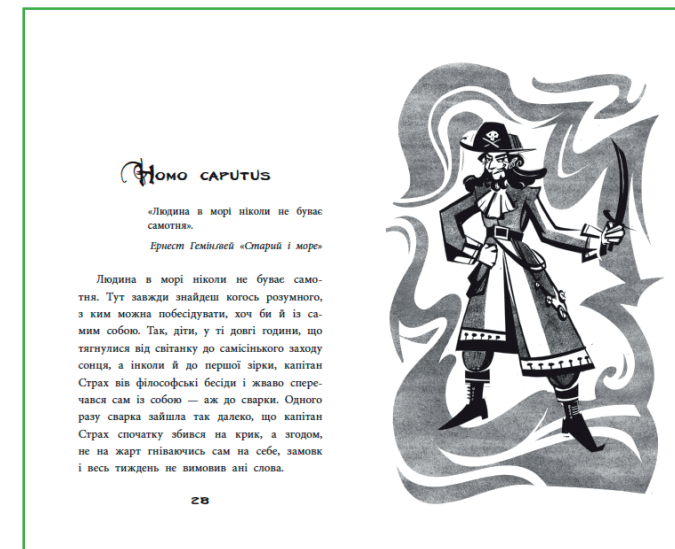 Homo caputus
«Людина в морі ніколи не буває
самотня».
Ернест Гемінґвей «Старий і море»
Людина в морі ніколи не буває само-
тня. Тут завжди знайдеш когось розумного,
з ким можна побесідувати, хоч би й із са-
мим собою. Так, діти, у ті довгі години, що
тягнулися від світанку до самісінького заходу
сонця, а інколи й до першої зірки, капітан
Страх вів філософські бесіди і жваво спере-
чався сам із собою — аж до сварки. Одного
разу сварка зайшла так далеко, що капітан
Страх спочатку збився на крик, а згодом,
не на жарт гніваючись сам на себе, замовк
і весь тиждень не вимовив ані слова.
28